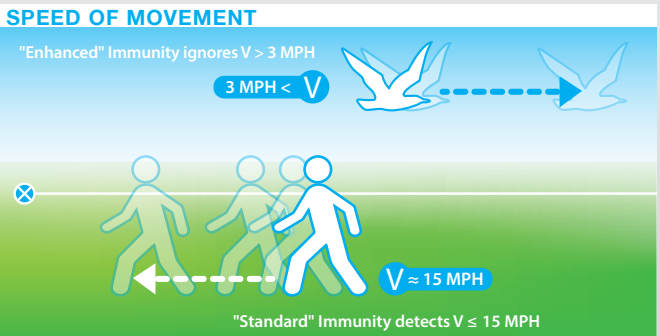 SPEED OF MOVEMENT
"Enhanced" Immunity ignores V > 3 MPH
3 MPH < V
V ≈ 15 MPH
"Standard" Immunity detects V ≤ 15 MPH